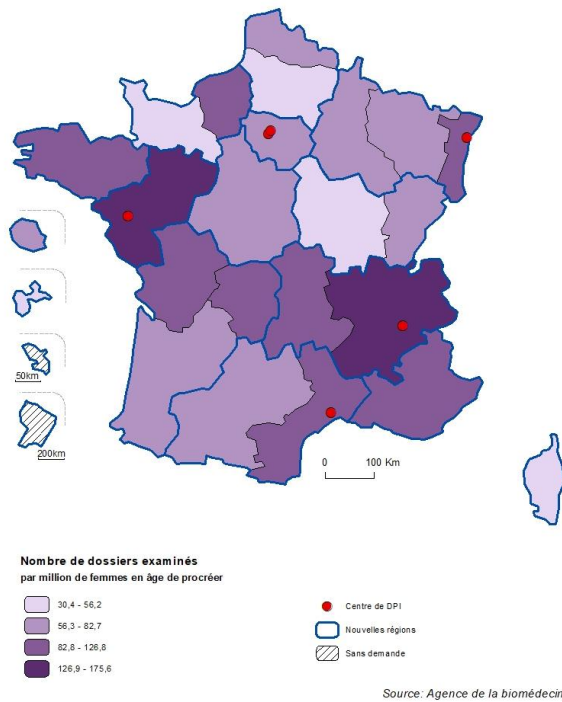 50km
200km
0 100 Km
Nombre de dossiers examinés
par million de femmes en âge de procréer
30,4 - 56,2
56,3 - 82,7
82,8 - 126,8
126,9 - 175,6
Centre de DPI
Nouvelles régions
Sans demande
Source: Agence de la biomédecin